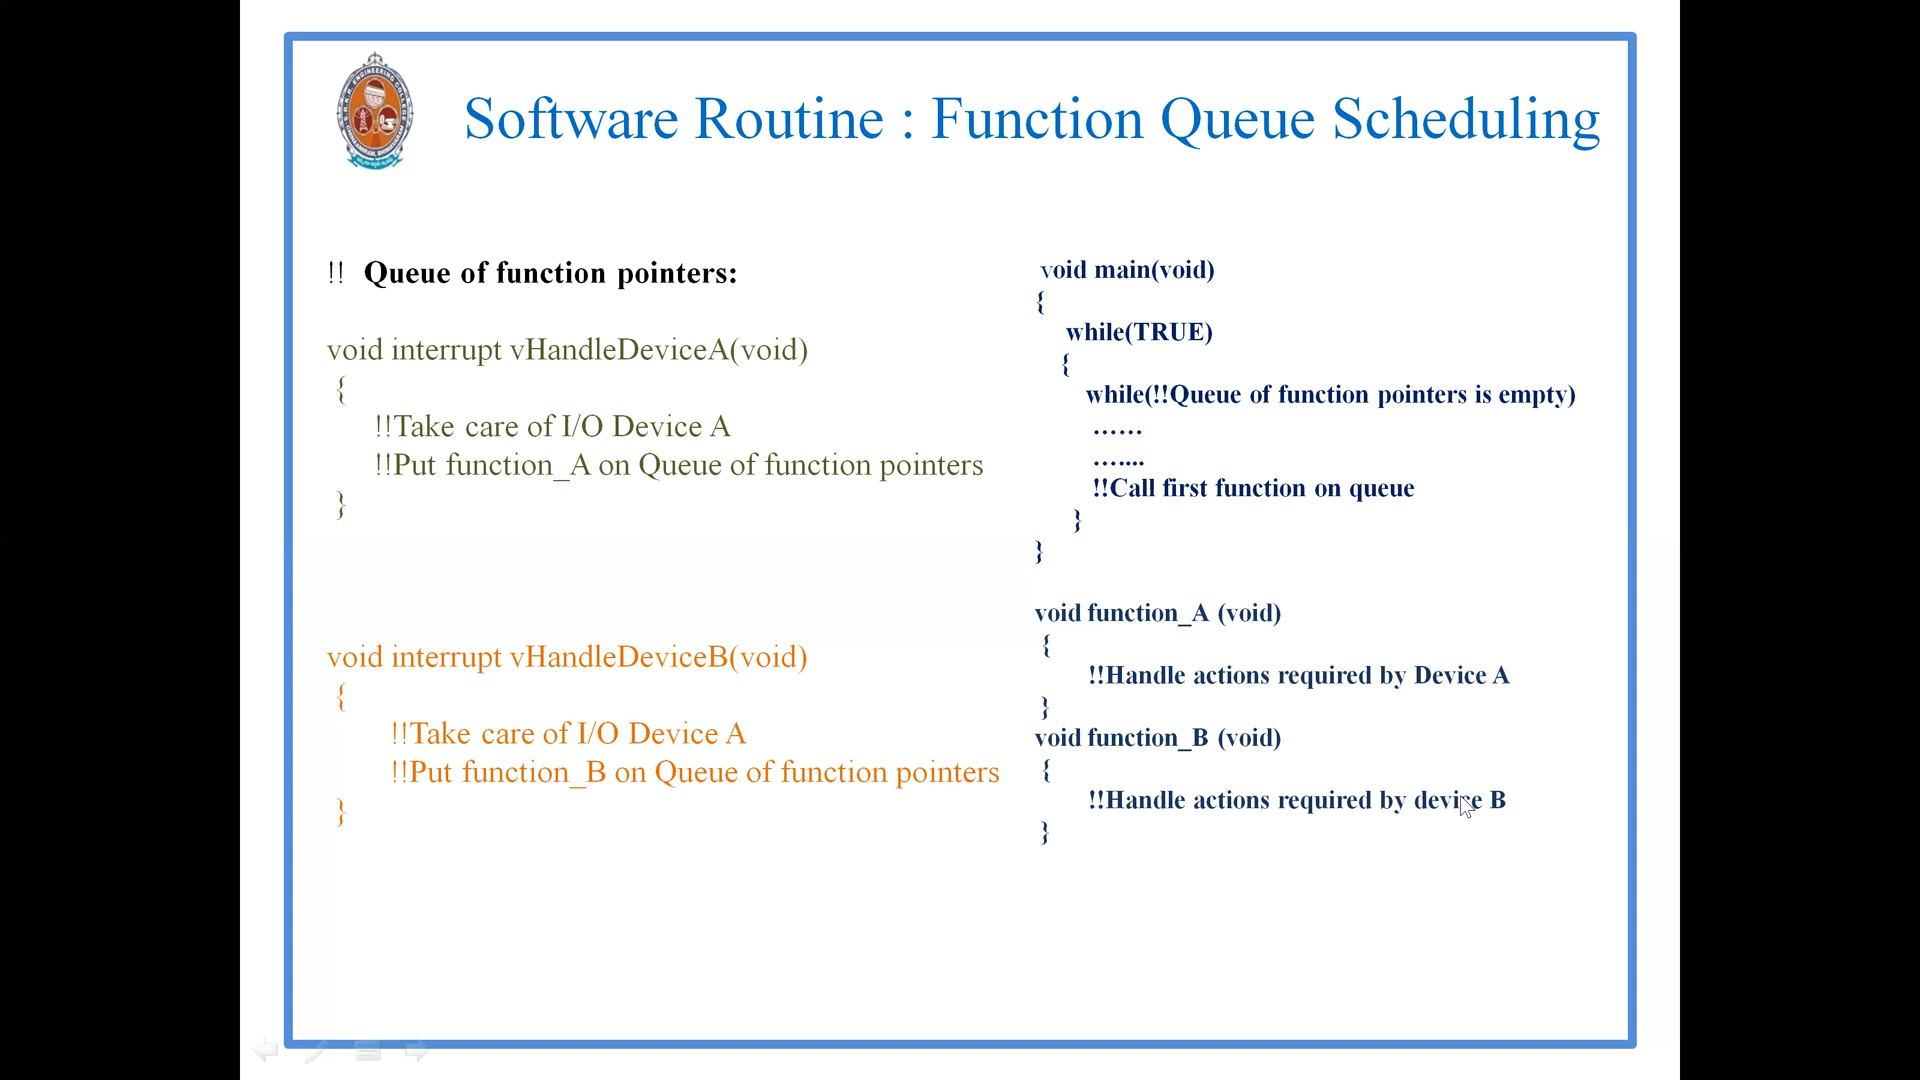 Software Routine : Function Queue Scheduling
!! Queue of function pointers:
void interrupt vHandleDeviceA(void)
{
!!Take care of I/O Device A
!!Put function_A on Queue of function pointers
}
void interrupt vHandleDeviceB(void)
{
!!Take care of I/O Device A
!!Put function_B on Queue of function pointers
}
void main(void)
{
while(TRUE)
{
while(!!Queue of function pointers is empty)
……
…....
!!Call first function on queue
}
}
void function_A (void)
{
!!Handle actions required by Device A
}
void function_B (void)
{
!!Handle actions required by device B
}